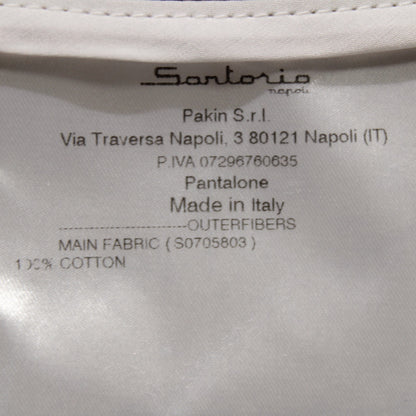 Sartorio
napoli
Pakin S.r.l.
Via Traversa Napoli, 3 80121 Napoli (IT)
P.IVA 07296760635
Pantalone
Made in Italy
------------------------OUTERFIBERS
MAIN FABRIC ( S0705803 )
100% COTTON